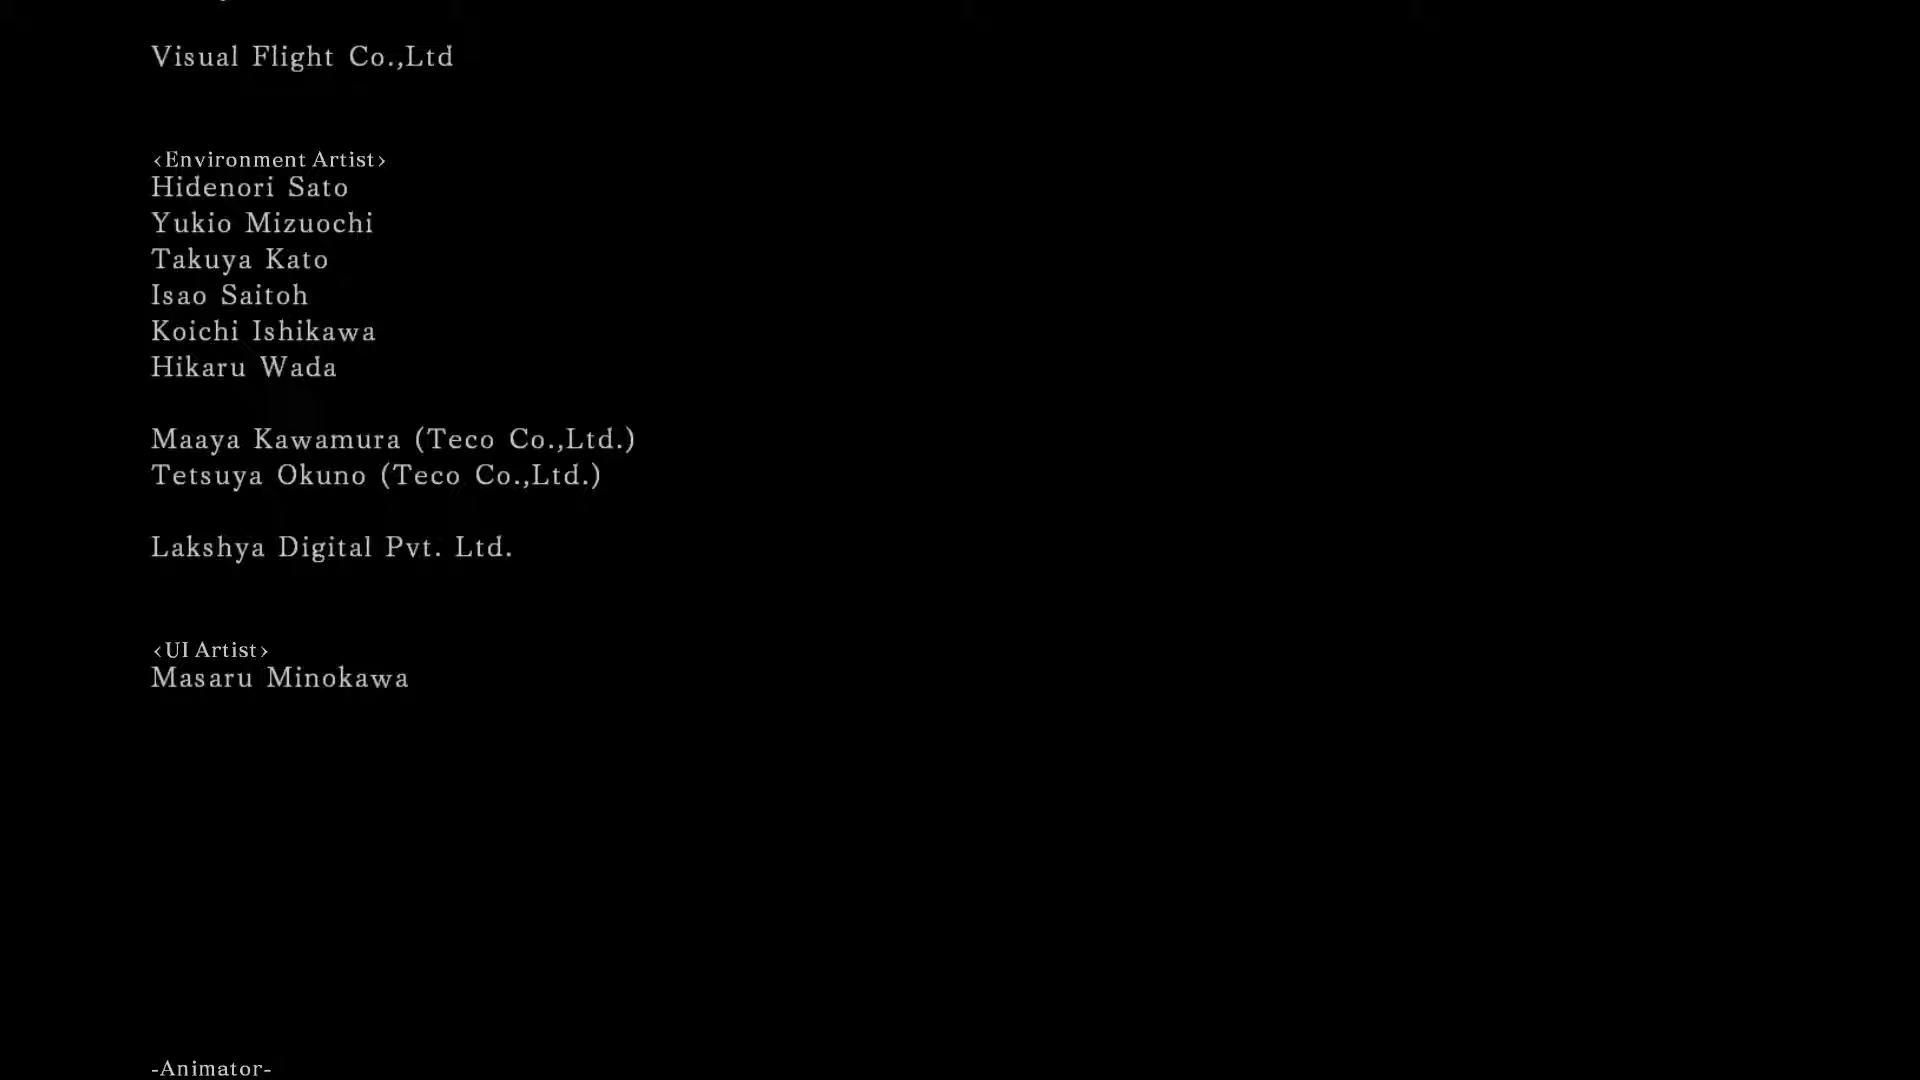 Visual Flight Co.,Ltd
‹Environment Artist›
Hidenori Sato
Yukio Mizuochi
Takuya Kato
Isao Saitoh
Koichi Ishikawa
Hikaru Wada
Maaya Kawamura (Teco Co.,Ltd.)
Tetsuya Okuno (Teco Co.,Ltd.)
Lakshya Digital Pvt. Ltd.
‹UI Artist›
Masaru Minokawa
-Animator-